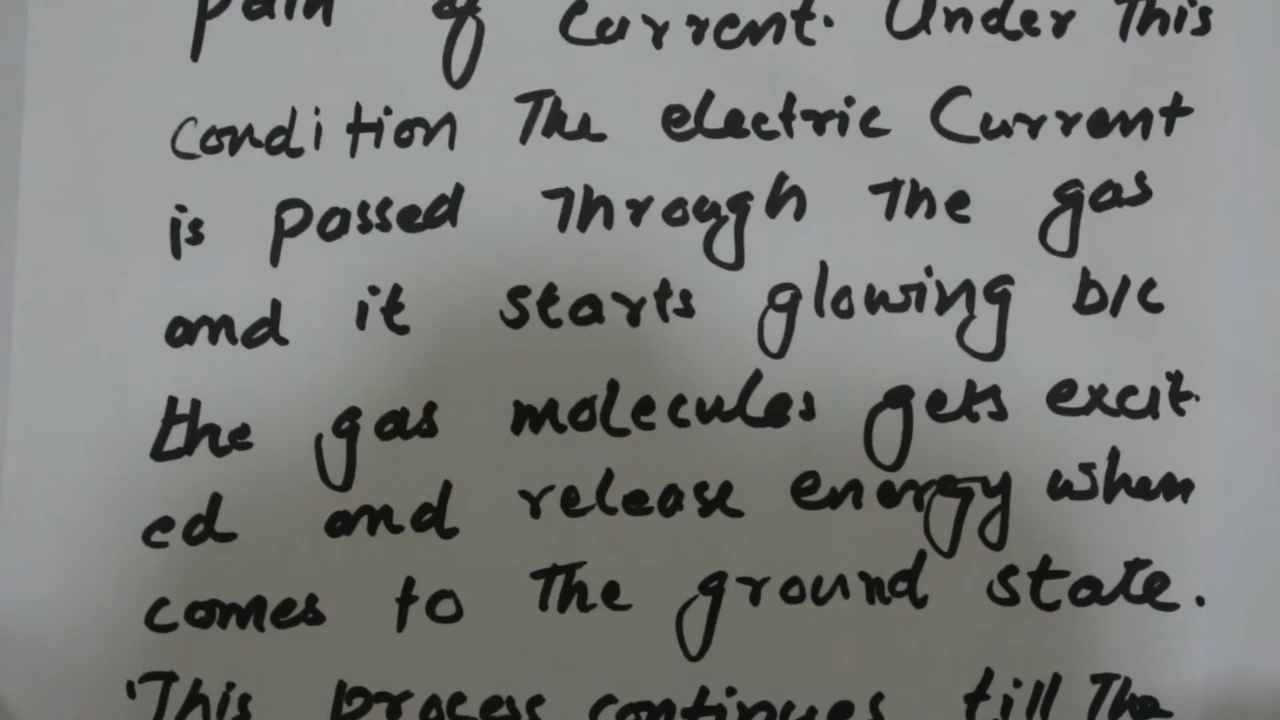 path of Current. Under This
condition The electric Current
is passed Through The gas
and it starts glowing b/c
the gas molecules gets excit-
ed and release energy when
comes to The ground state.
This process continues till The